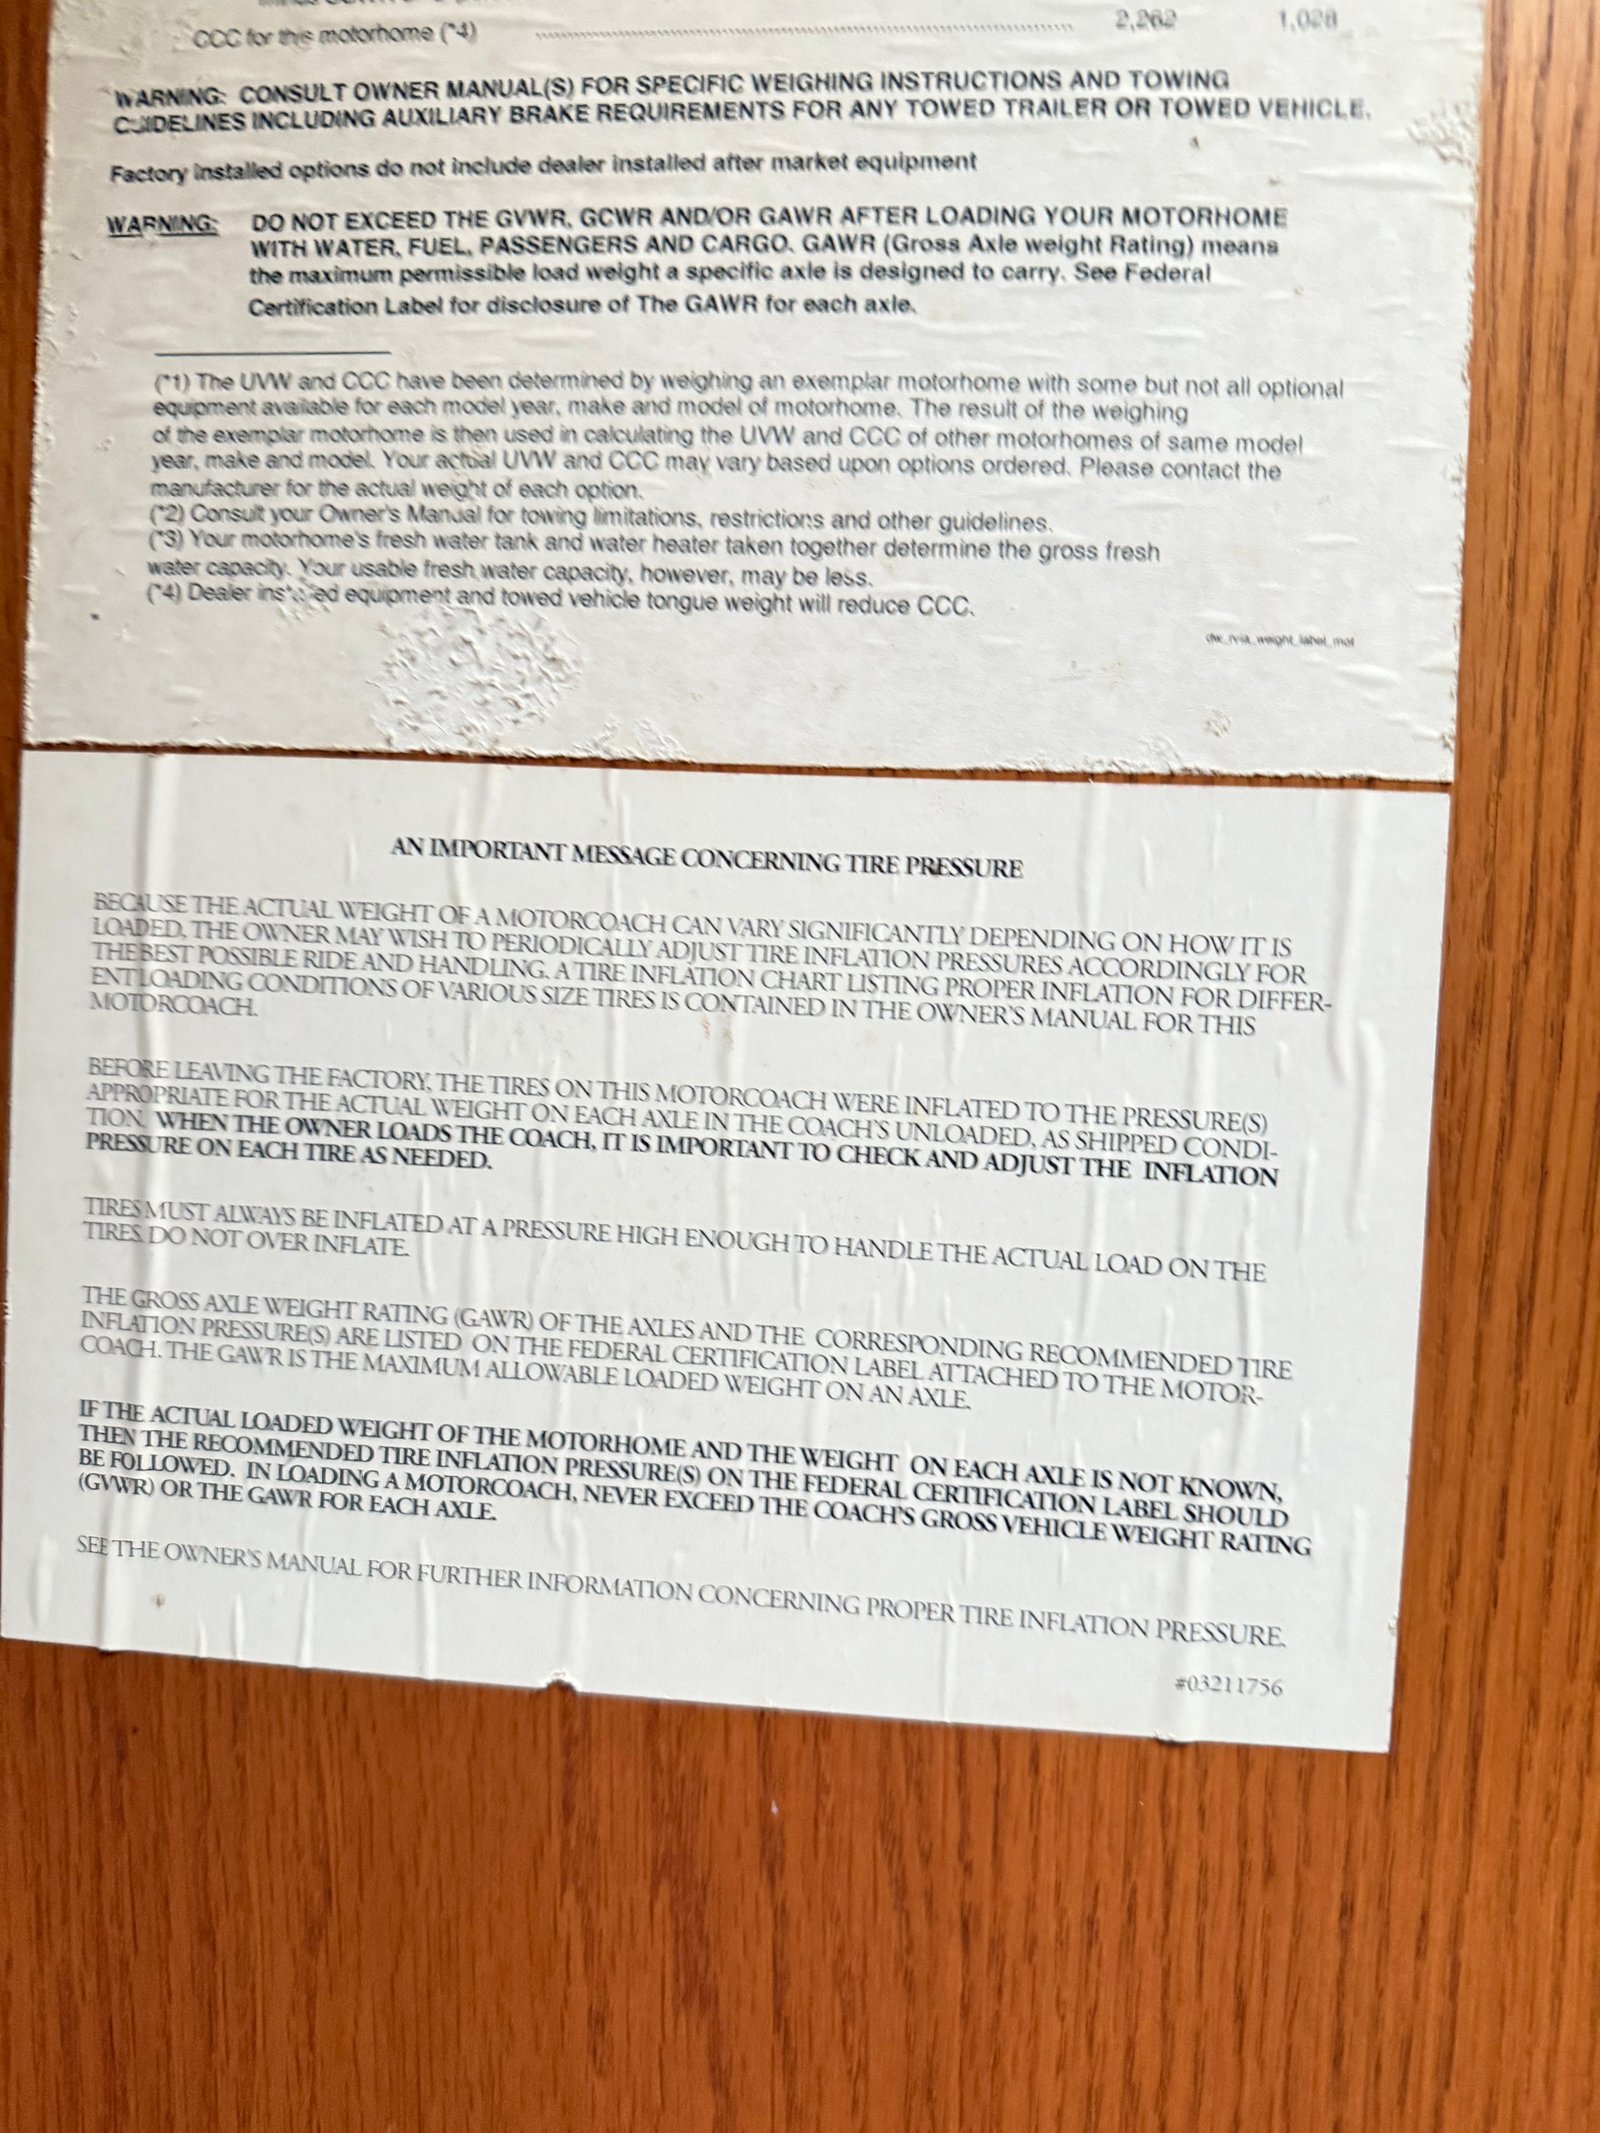 CCC for this motorhome (*4) 2,262 1,028
WARNING: CONSULT OWNER MANUAL(S) FOR SPECIFIC WEIGHING INSTRUCTIONS AND TOWING
GUIDELINES INCLUDING AUXILIARY BRAKE REQUIREMENTS FOR ANY TOWED TRAILER OR TOWED VEHICLE.
Factory installed options do not include dealer installed after market equipment
WARNING: DO NOT EXCEED THE GVWR, GCWR AND/OR GAWR AFTER LOADING YOUR MOTORHOME
WITH WATER, FUEL, PASSENGERS AND CARGO. GAWR (Gross Axle weight Rating) means
the maximum permissible load weight a specific axle is designed to carry. See Federal
Certification Label for disclosure of The GAWR for each axle.
(*1) The UVW and CCC have been determined by weighing an exemplar motorhome with some but not all optional
equipment available for each model year, make and model of motorhome. The result of the weighing
of the exemplar motorhome is then used in calculating the UVW and CCC of other motorhomes of same model
year, make and model. Your actual UVW and CCC may vary based upon options ordered. Please contact the
manufacturer for the actual weight of each option.
(*2) Consult your Owner's Manual for towing limitations, restrictions and other guidelines.
(*3) Your motorhome's fresh water tank and water heater taken together determine the gross fresh
water capacity. Your usable fresh water capacity, however, may be less.
(*4) Dealer installed equipment and towed vehicle tongue weight will reduce CCC.
dw_rvia_weight_label_mot
AN IMPORTANT MESSAGE CONCERNING TIRE PRESSURE
BECAUSE THE ACTUAL WEIGHT OF A MOTORCOACH CAN VARY SIGNIFICANTLY DEPENDING ON HOW IT IS
LOADED, THE OWNER MAY WISH TO PERIODICALLY ADJUST TIRE INFLATION PRESSURES ACCORDINGLY FOR
THE BEST POSSIBLE RIDE AND HANDLING. A TIRE INFLATION CHART LISTING PROPER INFLATION FOR DIFFER-
ENT LOADING CONDITIONS OF VARIOUS SIZE TIRES IS CONTAINED IN THE OWNER'S MANUAL FOR THIS
MOTORCOACH.
BEFORE LEAVING THE FACTORY, THE TIRES ON THIS MOTORCOACH WERE INFLATED TO THE PRESSURE(S)
APPROPRIATE FOR THE ACTUAL WEIGHT ON EACH AXLE IN THE COACH'S UNLOADED, AS SHIPPED CONDI-
TION. WHEN THE OWNER LOADS THE COACH, IT IS IMPORTANT TO CHECK AND ADJUST THE INFLATION
PRESSURE ON EACH TIRE AS NEEDED.
TIRES MUST ALWAYS BE INFLATED AT A PRESSURE HIGH ENOUGH TO HANDLE THE ACTUAL LOAD ON THE
TIRES. DO NOT OVER INFLATE.
THE GROSS AXLE WEIGHT RATING (GAWR) OF THE AXLES AND THE CORRESPONDING RECOMMENDED TIRE
INFLATION PRESSURE(S) ARE LISTED ON THE FEDERAL CERTIFICATION LABEL ATTACHED TO THE MOTOR-
COACH. THE GAWR IS THE MAXIMUM ALLOWABLE LOADED WEIGHT ON AN AXLE.
IF THE ACTUAL LOADED WEIGHT OF THE MOTORHOME AND THE WEIGHT ON EACH AXLE IS NOT KNOWN,
THEN THE RECOMMENDED TIRE INFLATION PRESSURE(S) ON THE FEDERAL CERTIFICATION LABEL SHOULD
BE FOLLOWED. IN LOADING A MOTORCOACH, NEVER EXCEED THE COACH'S GROSS VEHICLE WEIGHT RATING
(GVWR) OR THE GAWR FOR EACH AXLE.
SEE THE OWNER'S MANUAL FOR FURTHER INFORMATION CONCERNING PROPER TIRE INFLATION PRESSURE.
#03211756